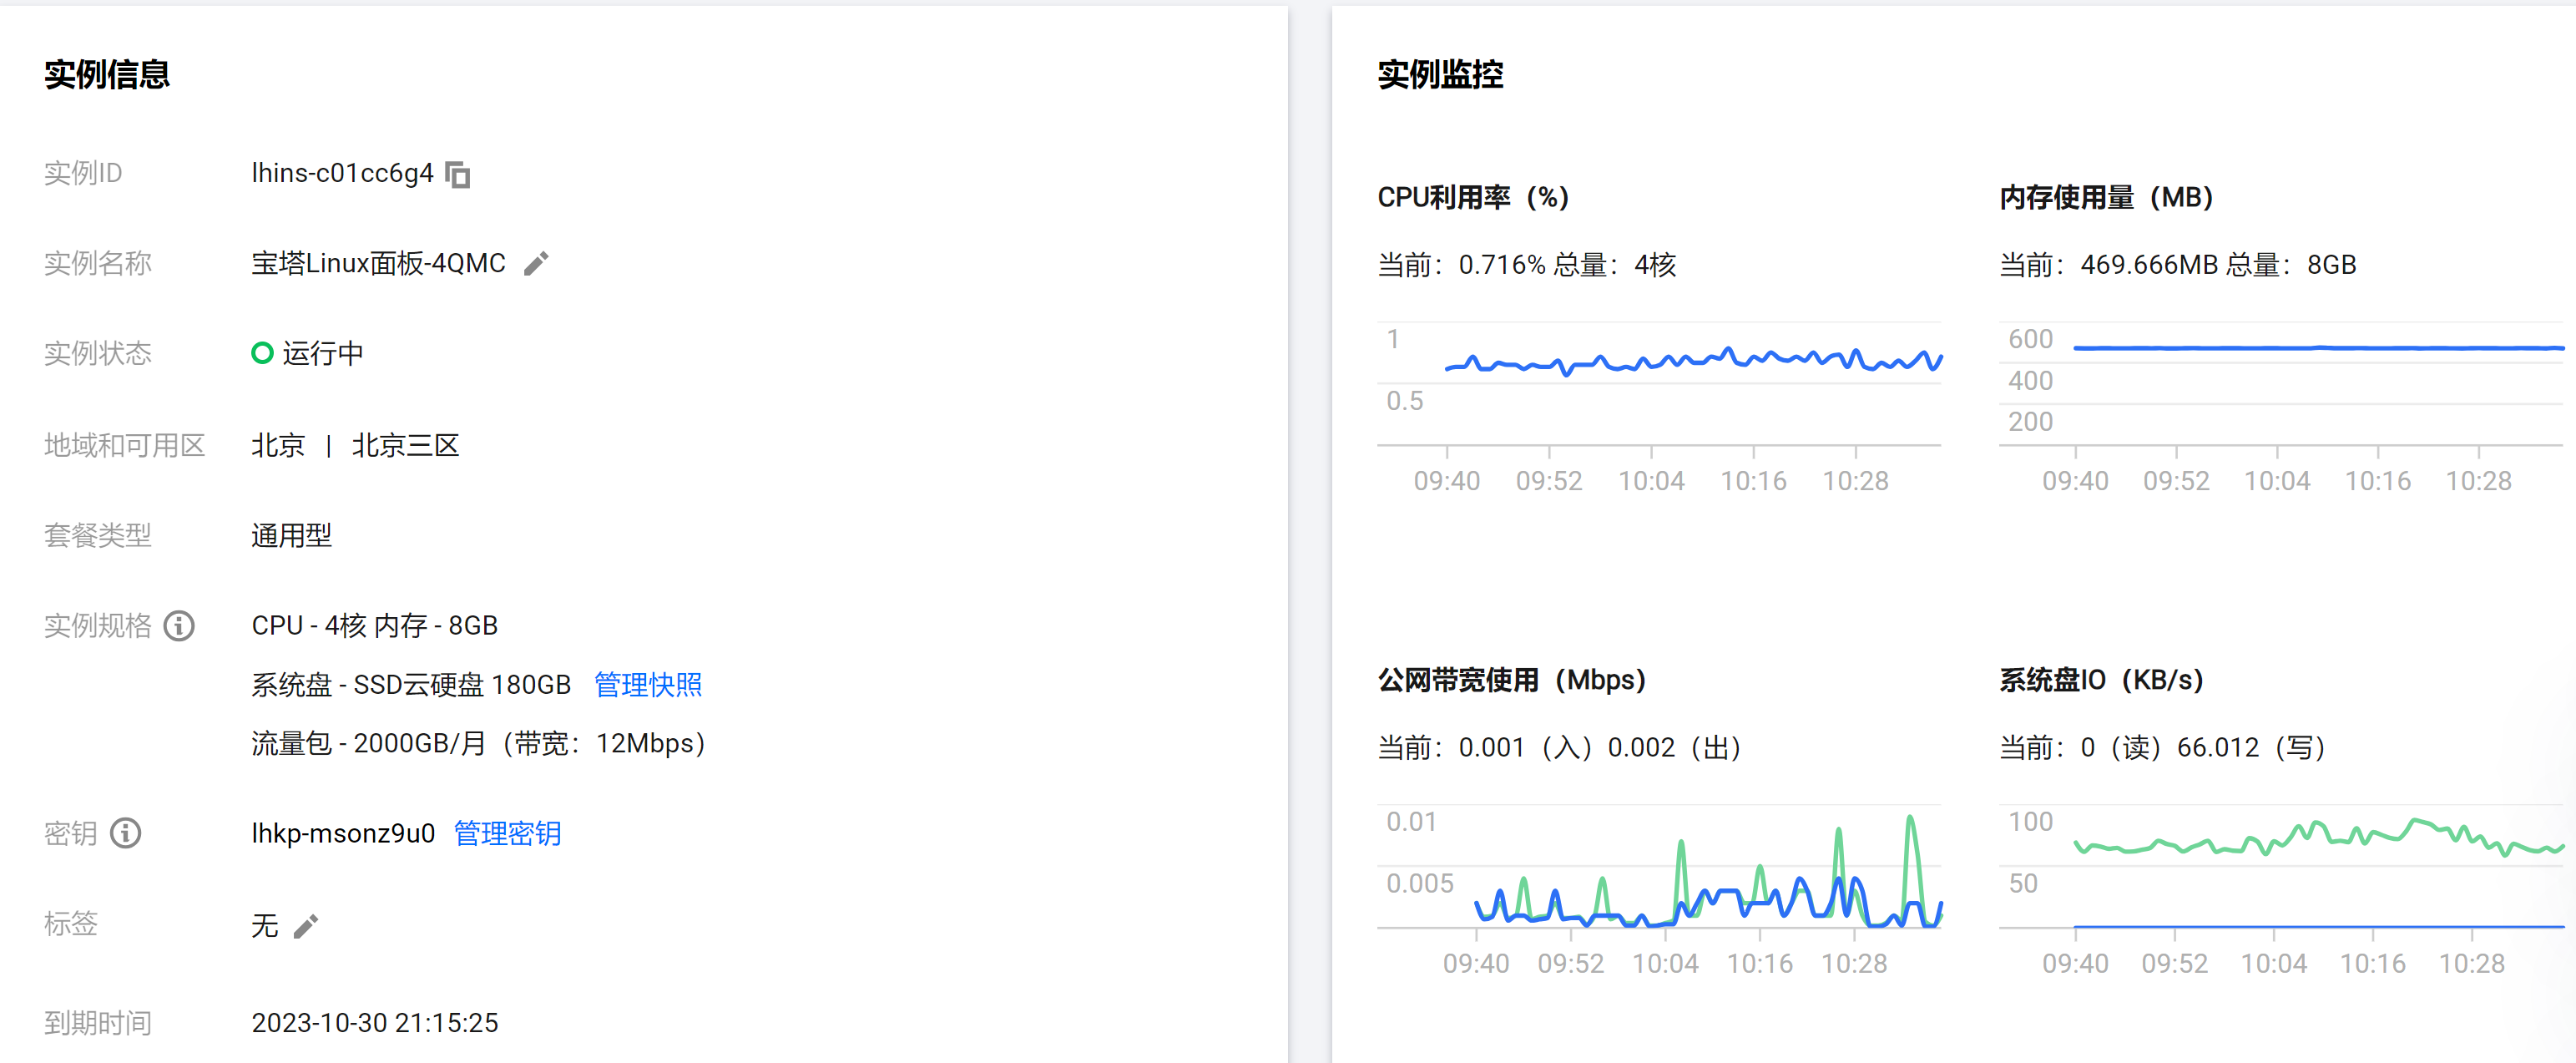 实例信息
实例ID lhins-c01cc6g4
实例名称 宝塔Linux面板-4QMC
实例状态 运行中
地域和可用区 北京 | 北京三区
套餐类型 通用型
实例规格 CPU - 4核 内存 - 8GB
系统盘 - SSD云硬盘 180GB 管理快照
流量包 - 2000GB/月（带宽：12Mbps）
密钥 lhkp-msonz9u0 管理密钥
标签 无
到期时间 2023-10-30 21:15:25
实例监控
CPU利用率（%）
当前：0.716% 总量：4核
1
0.5
09:40 09:52 10:04 10:16 10:28
内存使用量（MB）
当前：469.666MB 总量：8GB
600
400
200
09:40 09:52 10:04 10:16 10:28
公网带宽使用（Mbps）
当前：0.001（入）0.002（出）
0.01
0.005
09:40 09:52 10:04 10:16 10:28
系统盘IO（KB/s）
当前：0（读）66.012（写）
100
50
09:40 09:52 10:04 10:16 10:28